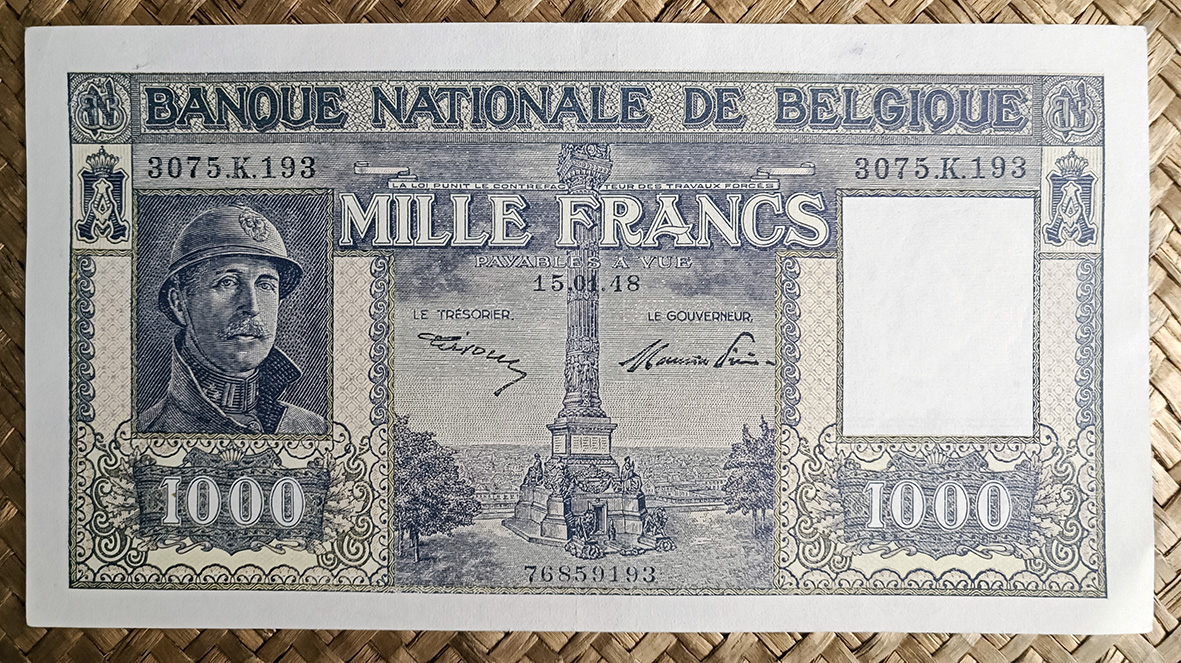 BANQUE NATIONALE DE BELGIQUE
3075.K.193 3075.K.193
LA LOI PUNIT LE CONTREFACTEUR DES TRAVAUX FORCÉS
MILLE FRANCS
PAYABLES A VUE
15.01.48
LE TRÉSORIER, LE GOUVERNEUR,
1000 1000
76859193